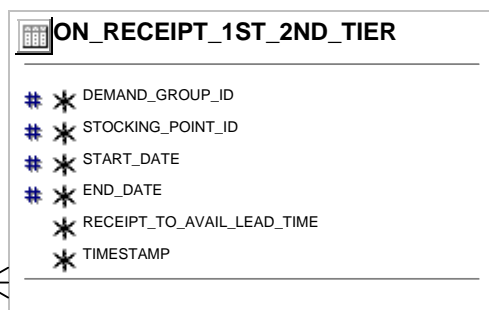 ON_RECEIPT_1ST_2ND_TIER
# * DEMAND_GROUP_ID
# * STOCKING_POINT_ID
# * START_DATE
# * END_DATE
* RECEIPT_TO_AVAIL_LEAD_TIME
* TIMESTAMP